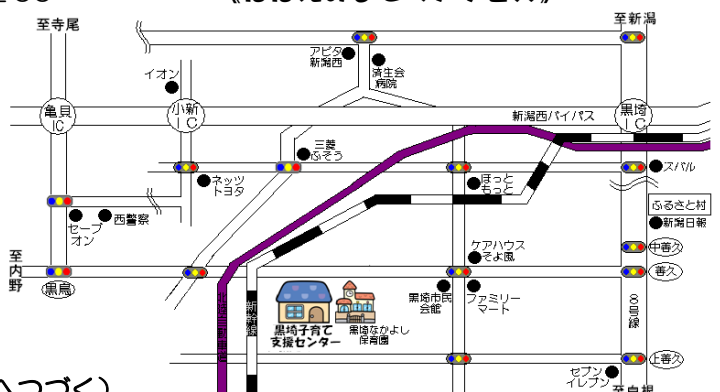 至寺尾
至新潟
アピタ
新潟西
済生会
病院
イオン
亀貝
IC
小新
IC
新潟西バイパス
黒埼
IC
三菱
ふそう
ネッツ
トヨタ
ほっと
もっと
スバル
ふるさと村
新潟日報
セーブ
オン
西警察
中善久
ケアハウス
そよ風
至内野
黒鳥
善久
新幹線
黒埼子育て
支援センター
黒埼なかよし
保育園
黒埼市民
会館
ファミリー
マート
8号線
上善久
セブン
イレブン
へつづく)